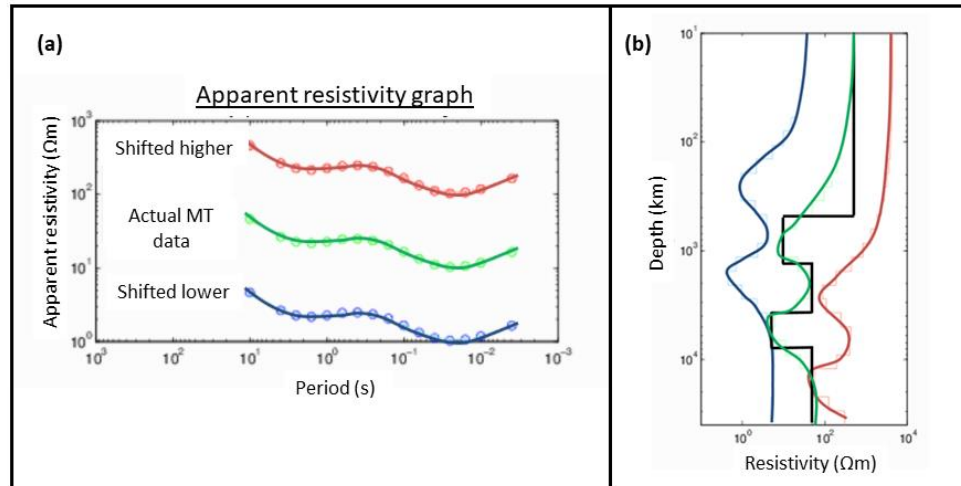 (a)
Apparent resistivity graph
Apparent resistivity (Ωm)
10³
10²
10¹
10⁰
Shifted higher
Actual MT
data
Shifted lower
10³ 10² 10¹ 10⁰ 10⁻¹ 10⁻² 10⁻³
Period (s)
(b)
Depth (km)
10¹
10²
10³
10⁴
10⁰ 10² 10⁴
Resistivity (Ωm)